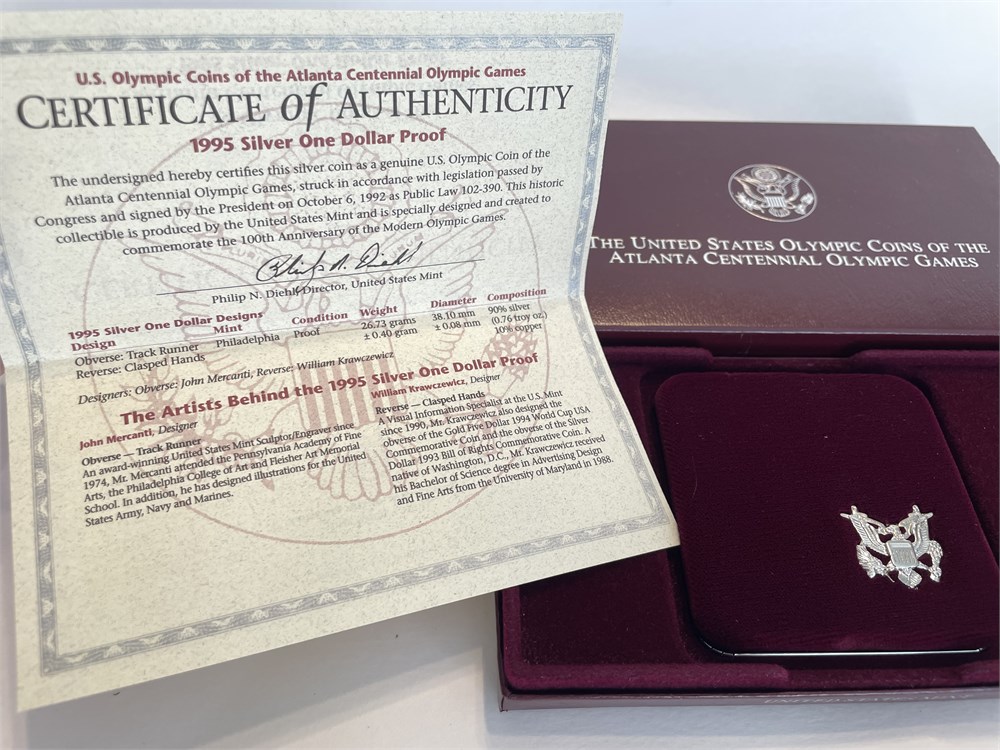 U.S. Olympic Coins of the Atlanta Centennial Olympic Games
CERTIFICATE of AUTHENTICITY
1995 Silver One Dollar Proof
The undersigned hereby certifies this silver coin as a genuine U.S. Olympic Coin of the
Atlanta Centennial Olympic Games, struck in accordance with legislation passed by
Congress and signed by the President on October 6, 1992 as Public Law 102-390. This historic
collectible is produced by the United States Mint and is specially designed and created to
commemorate the 100th Anniversary of the Modern Olympic Games.
Philip N. Diehl
Philip N. Diehl, Director, United States Mint
1995 Silver One Dollar Designs
Design Mint Condition Weight Diameter Composition
Obverse: Track Runner Philadelphia Proof 26.73 grams 38.10 mm 90% silver
Reverse: Clasped Hands ± 0.40 gram ± 0.08 mm (0.76 troy oz.)
10% copper
Designers: Obverse: John Mercanti, Reverse: William Krawczewicz
The Artists Behind the 1995 Silver One Dollar Proof
John Mercanti, Designer
Obverse — Track Runner
An award-winning United States Mint Sculptor/Engraver since
1974, Mr. Mercanti attended the Pennsylvania Academy of Fine
Arts, the Philadelphia College of Art and Fleisher Art Memorial
School. In addition, he has designed illustrations for the United
States Army, Navy and Marines.
William Krawczewicz, Designer
Reverse — Clasped Hands
A Visual Information Specialist at the U.S. Mint
since 1990, Mr. Krawczewicz also designed the
obverse of the Gold Five Dollar 1994 World Cup USA
Commemorative Coin and the obverse of the Silver
Dollar 1993 Bill of Rights Commemorative Coin. A
native of Washington, D.C., Mr. Krawczewicz received
his Bachelor of Science degree in Advertising Design
and Fine Arts from the University of Maryland in 1988.
THE UNITED STATES OLYMPIC COINS OF THE
ATLANTA CENTENNIAL OLYMPIC GAMES